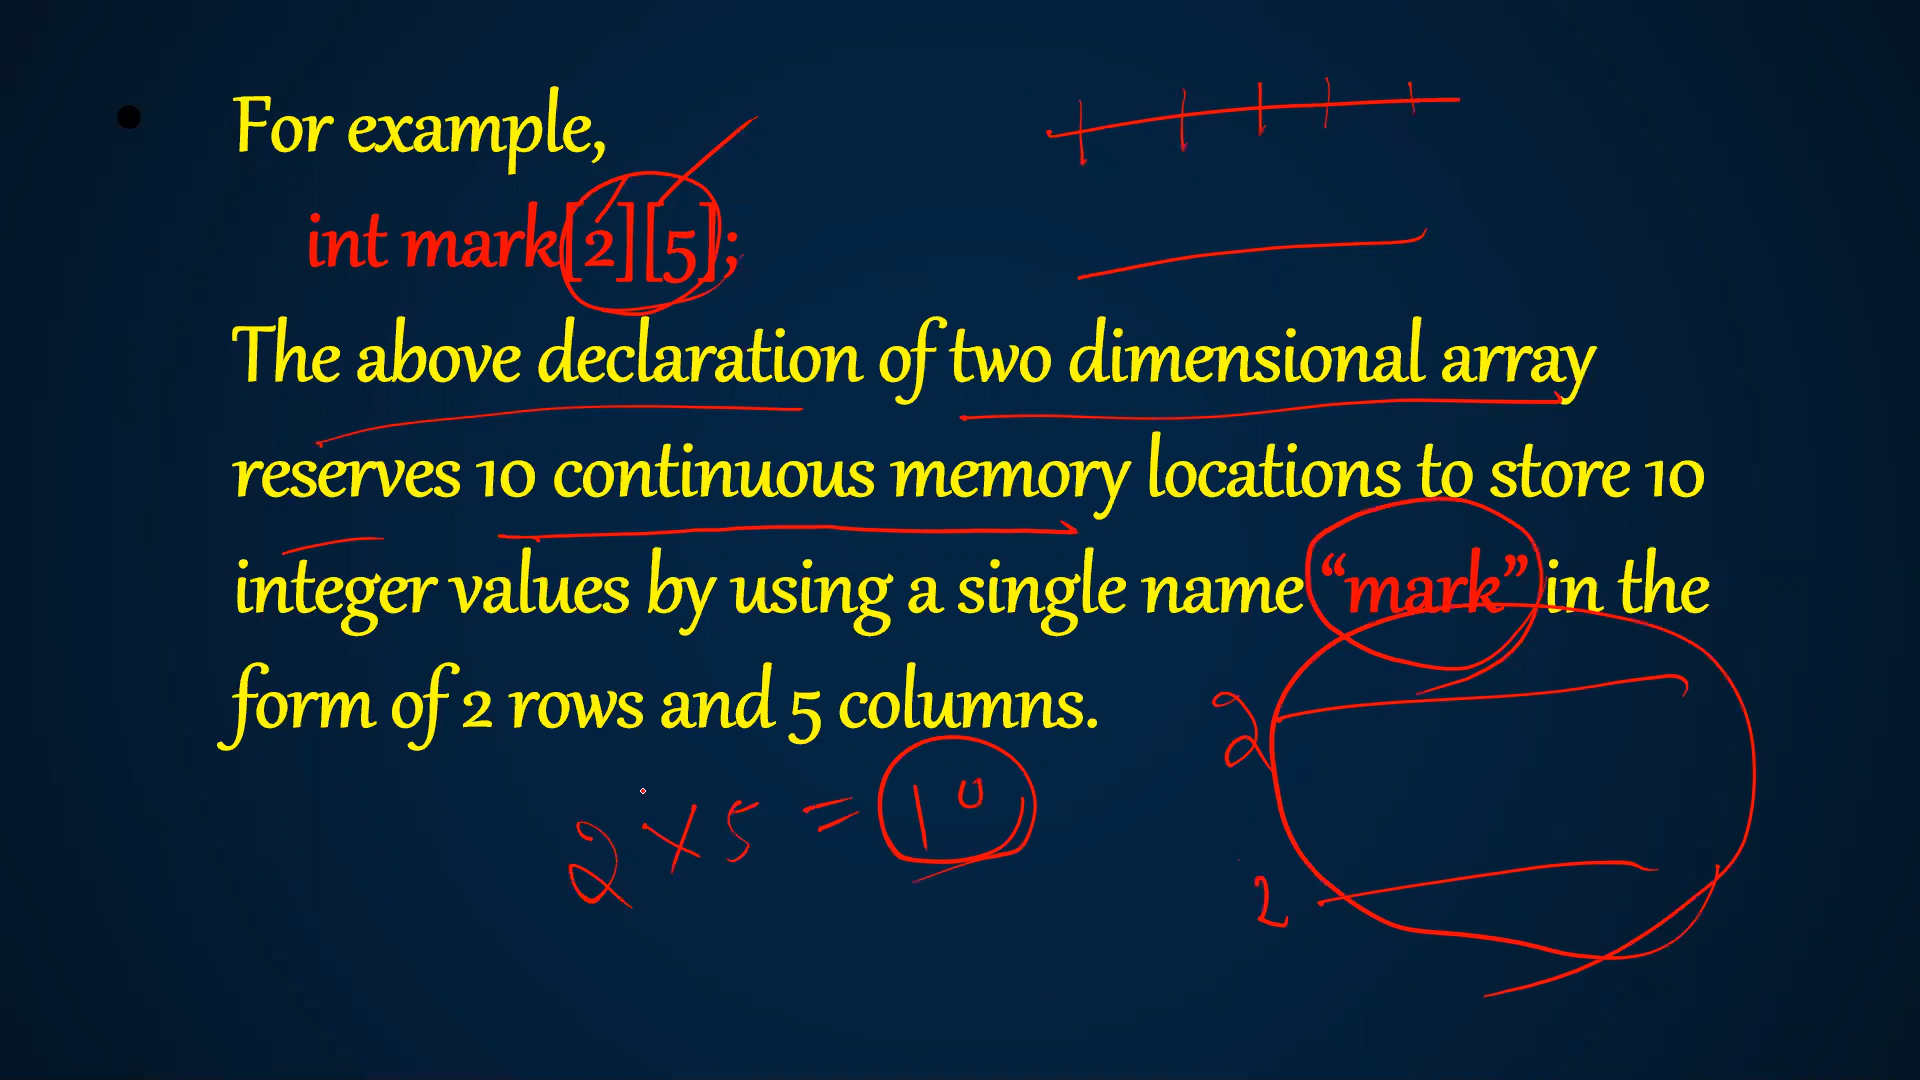 For example,
int mark[2][5];
The above declaration of two dimensional array
reserves 10 continuous memory locations to store 10
integer values by using a single name “mark” in the
form of 2 rows and 5 columns.
2 × 5 = 10
2
2